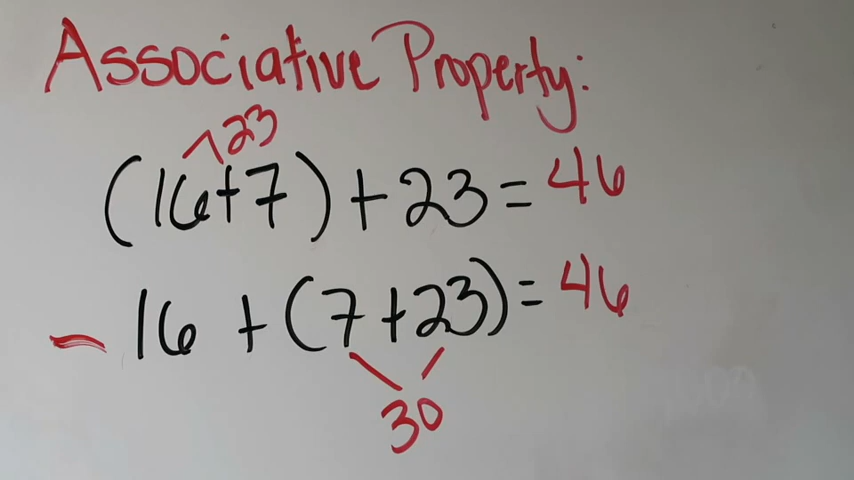 Associative Property:
23
(16+7)+23=46
16+(7+23)=46
30